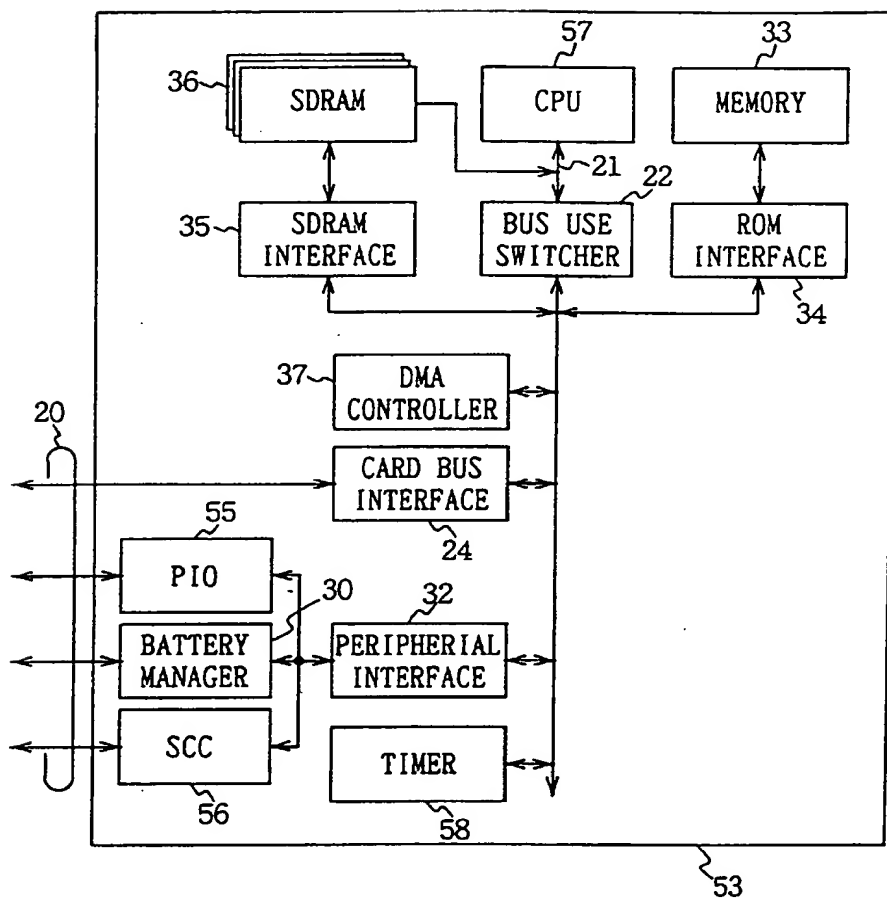 57
33
36
SDRAM
CPU
MEMORY
21
22
35
SDRAM
INTERFACE
BUS USE
SWITCHER
ROM
INTERFACE
34
37
DMA
CONTROLLER
20
CARD BUS
INTERFACE
24
55
PIO
30
32
BATTERY
MANAGER
PERIPHERIAL
INTERFACE
SCC
TIMER
56
58
53